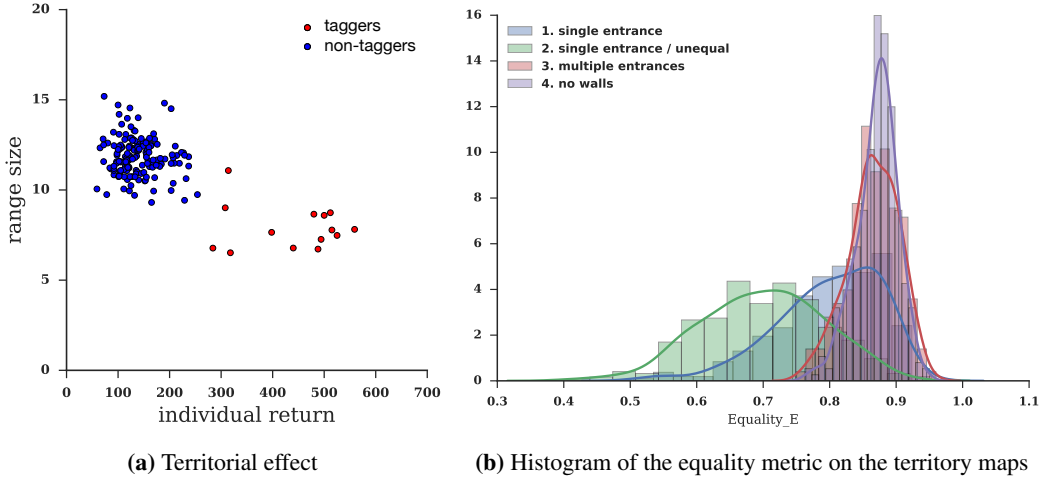 20
15
10
5
0
range size
taggers
non-taggers
0 100 200 300 400 500 600 700
individual return
(a) Territorial effect
16
14
12
10
8
6
4
2
0
1. single entrance
2. single entrance / unequal
3. multiple entrances
4. no walls
0.3 0.4 0.5 0.6 0.7 0.8 0.9 1.0 1.1
Equality_E
(b) Histogram of the equality metric on the territory maps